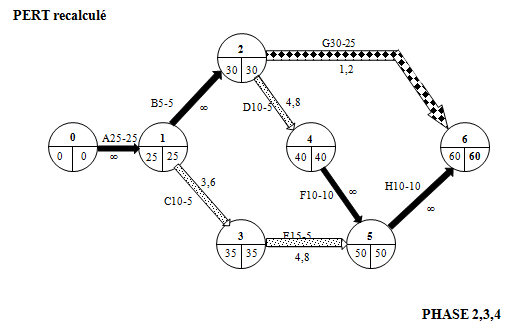 PERT recalculé
G30-25
2
30 30
1,2
B5-5
∞
D10-5
4,8
0
0 0
A25-25
∞
1
25 25
4
40 40
6
60 60
3,6
C10-5
F10-10
∞
H10-10
∞
3
35 35
E15-5
4,8
5
50 50
PHASE 2,3,4